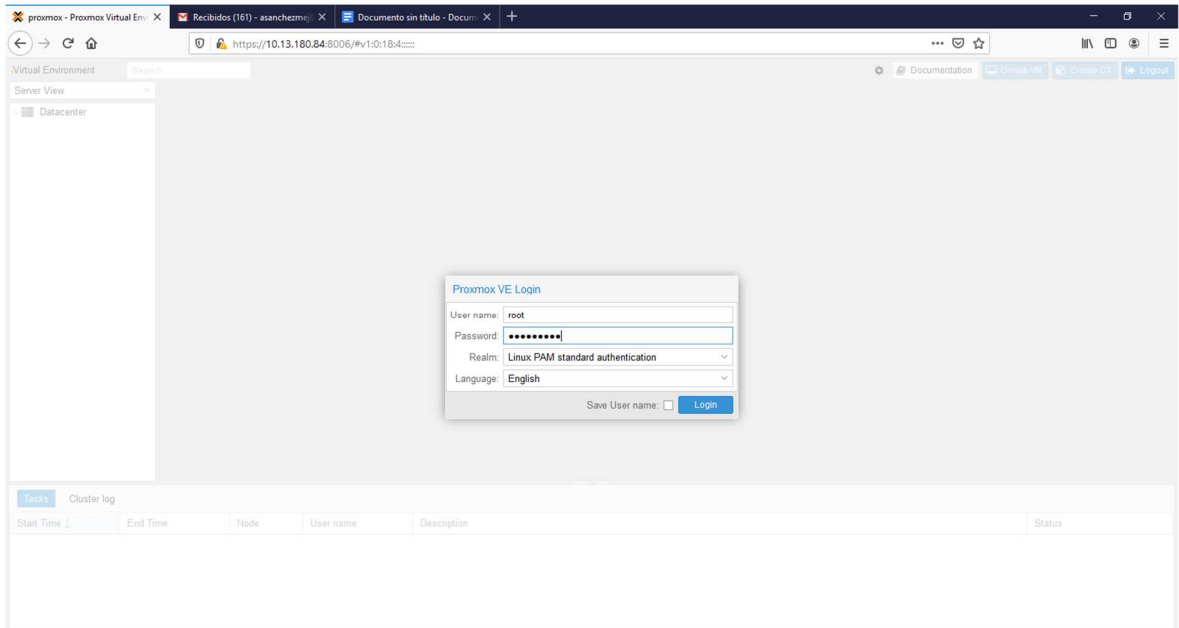 proxmox - Proxmox Virtual Env
Recibidos (161) - asanchezmej
Documento sin título - Docum
https://10.13.180.84:8006/#v1:0:18:4::::::
Virtual Environment
Search
Documentation
Create VM
Create CT
Logout
Server View
Datacenter
Proxmox VE Login
User name: root
Password: •••••••••
Realm: Linux PAM standard authentication
Language: English
Save User name:
Login
Tasks
Cluster log
Start Time ↓
End Time
Node
User name
Description
Status